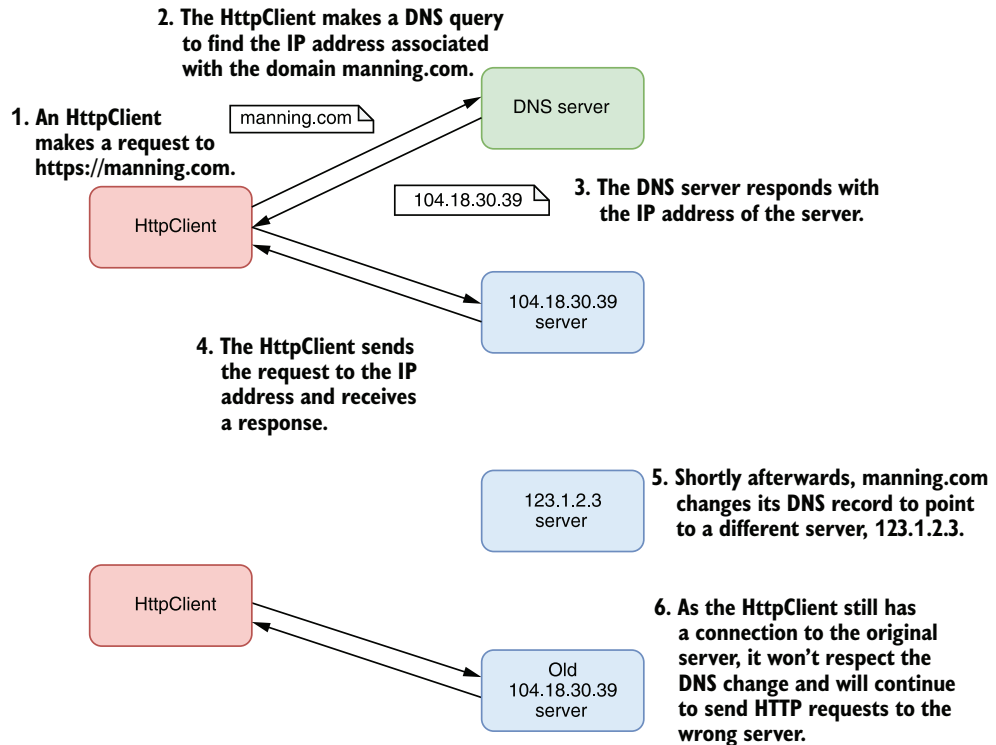 2. The HttpClient makes a DNS query
to find the IP address associated
with the domain manning.com.
1. An HttpClient
makes a request to
https://manning.com.
manning.com
DNS server
HttpClient
104.18.30.39
3. The DNS server responds with
the IP address of the server.
104.18.30.39
server
4. The HttpClient sends
the request to the IP
address and receives
a response.
123.1.2.3
server
5. Shortly afterwards, manning.com
changes its DNS record to point
to a different server, 123.1.2.3.
HttpClient
Old
104.18.30.39
server
6. As the HttpClient still has
a connection to the original
server, it won’t respect the
DNS change and will continue
to send HTTP requests to the
wrong server.